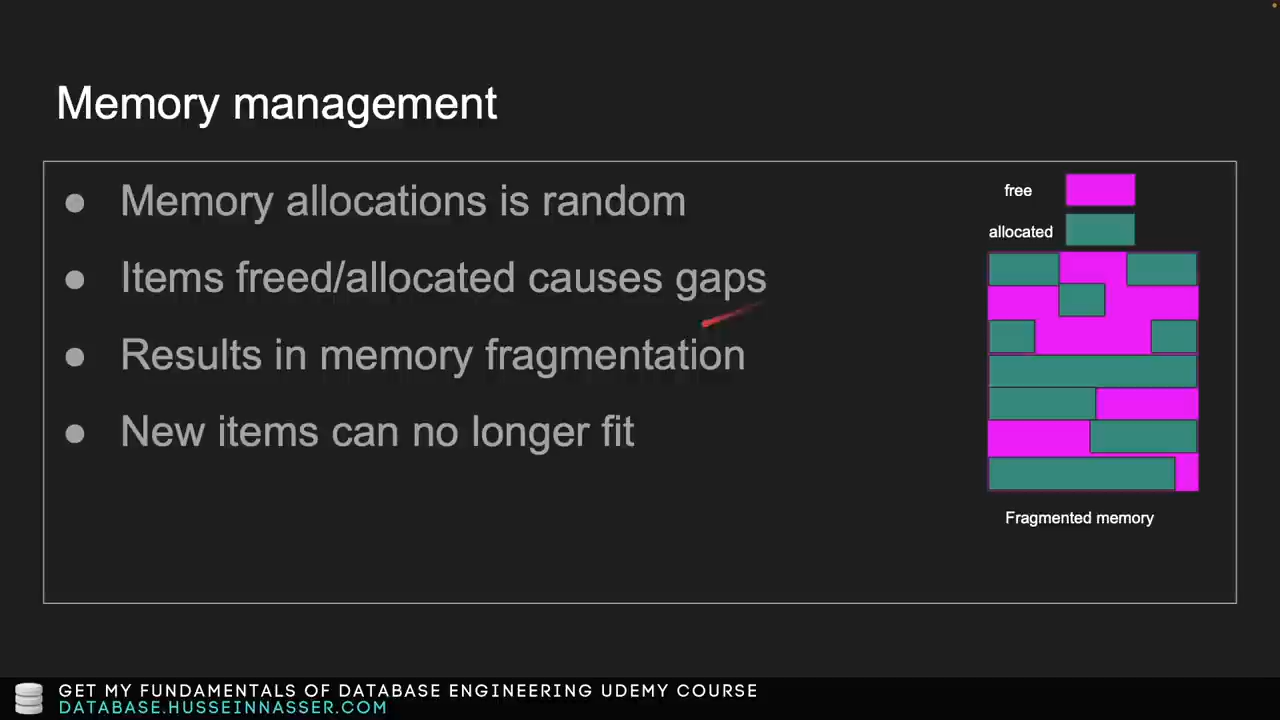 Memory management
● Memory allocations is random
● Items freed/allocated causes gaps
● Results in memory fragmentation
● New items can no longer fit
free
allocated
Fragmented memory
GET MY FUNDAMENTALS OF DATABASE ENGINEERING UDEMY COURSE
DATABASE.HUSSEINNASSER.COM